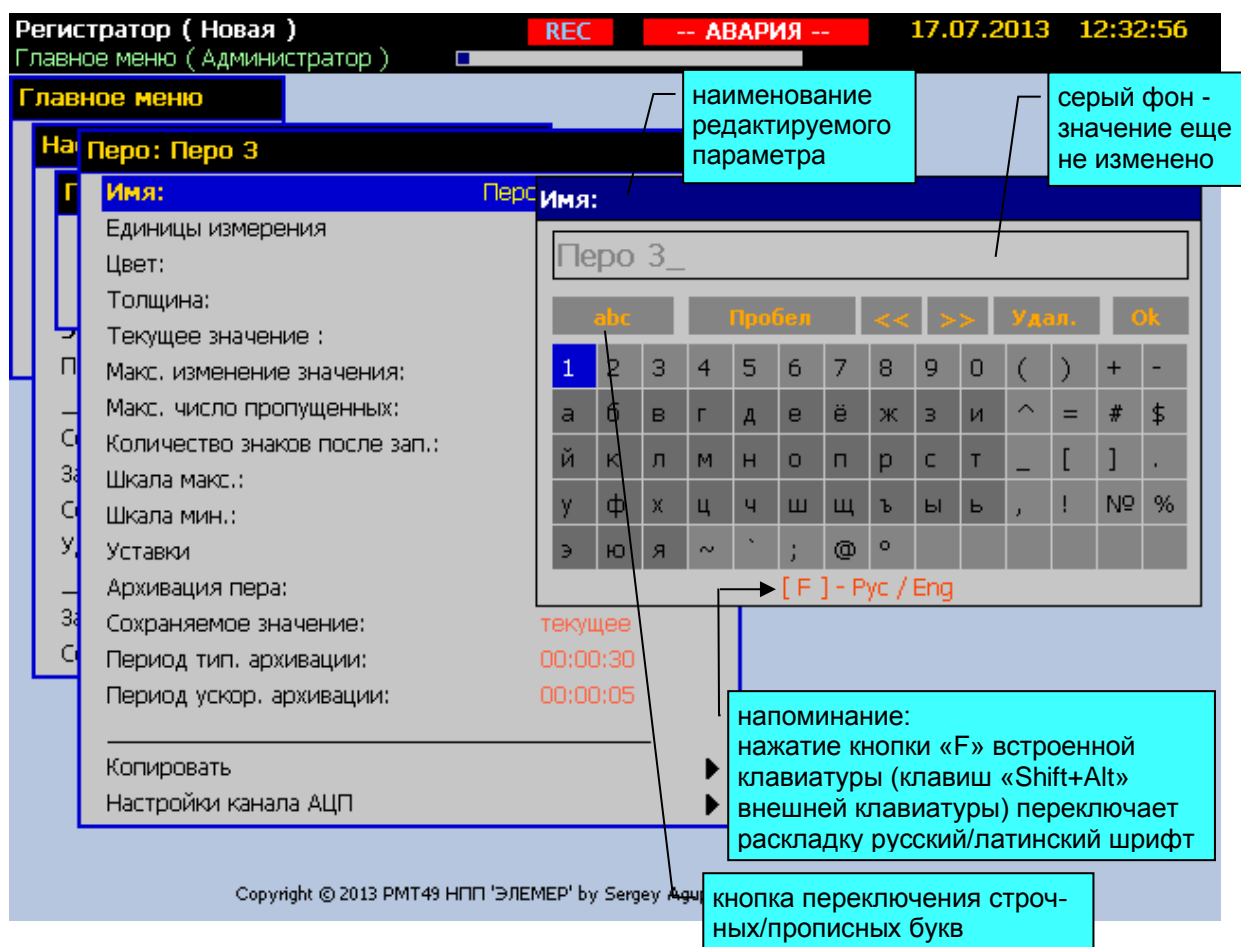 Регистратор ( Новая )
REC
-- АВАРИЯ --
17.07.2013 12:32:56
Главное меню ( Администратор )
Главное меню
наименование
редактируемого
параметра
серый фон -
значение еще
не изменено
Перо: Перо 3
Имя:
Имя:
Единицы измерения
Цвет:
Толщина:
Текущее значение :
Макс. изменение значения:
Макс. число пропущенных:
Количество знаков после зап.:
Шкала макс.:
Шкала мин.:
Уставки
Архивация пера:
Сохраняемое значение: текущее
Период тип. архивации: 00:00:30
Период ускор. архивации: 00:00:05
Копировать
Настройки канала АЦП
Перо 3_
abc Пробел << >> Удал. Ok
1 2 3 4 5 6 7 8 9 0 ( ) + -
а б в г д е ё ж з и ^ = # $
й к л м н о п р с т _ [ ] .
у ф х ц ч ш щ ъ ы ь , ! № %
э ю я ~ ` ; @ °
[ F ] - Рус / Eng
напоминание:
нажатие кнопки «F» встроенной
клавиатуры (клавиш «Shift+Alt»
внешней клавиатуры) переключает
раскладку русский/латинский шрифт
кнопка переключения строч-
ных/прописных букв
Copyright © 2013 РМТ49 НПП 'ЭЛЕМЕР' by Sergey